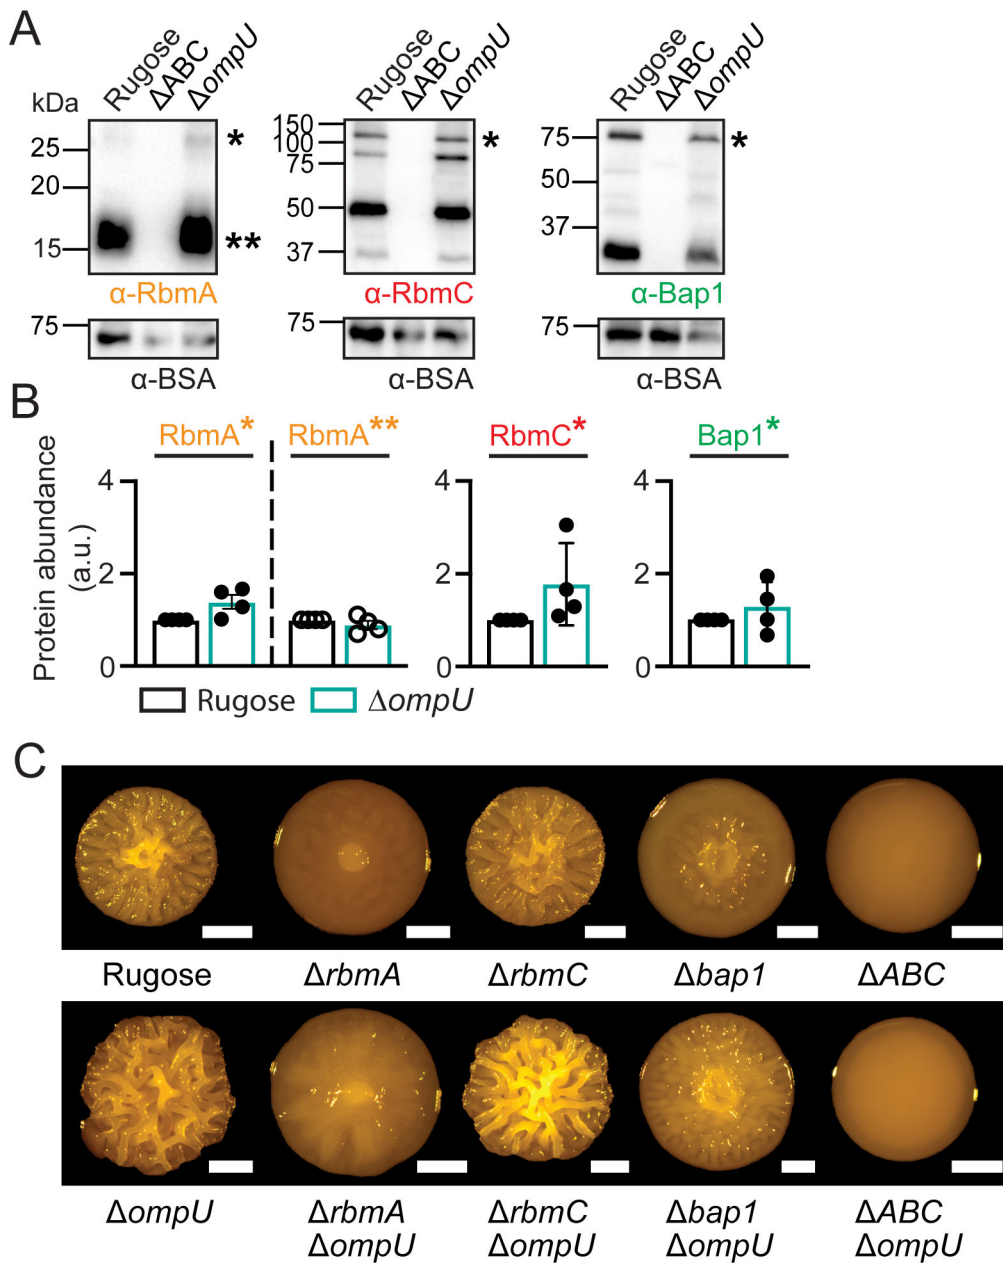 A
Rugose ΔABC ΔompU Rugose ΔABC ΔompU Rugose ΔABC ΔompU
kDa
25
20
15
*
**
150
100
75
50
37
*
75
50
37
*
α-RbmA α-RbmC α-Bap1
75 75 75
α-BSA α-BSA α-BSA
B
RbmA* RbmA** RbmC* Bap1*
Protein abundance
(a.u.)
4 4 4
2 2 2
0 0 0
Rugose ΔompU
C
Rugose ΔrbmA ΔrbmC Δbap1 ΔABC
ΔompU ΔrbmA ΔrbmC Δbap1 ΔABC
ΔompU ΔompU ΔompU ΔompU